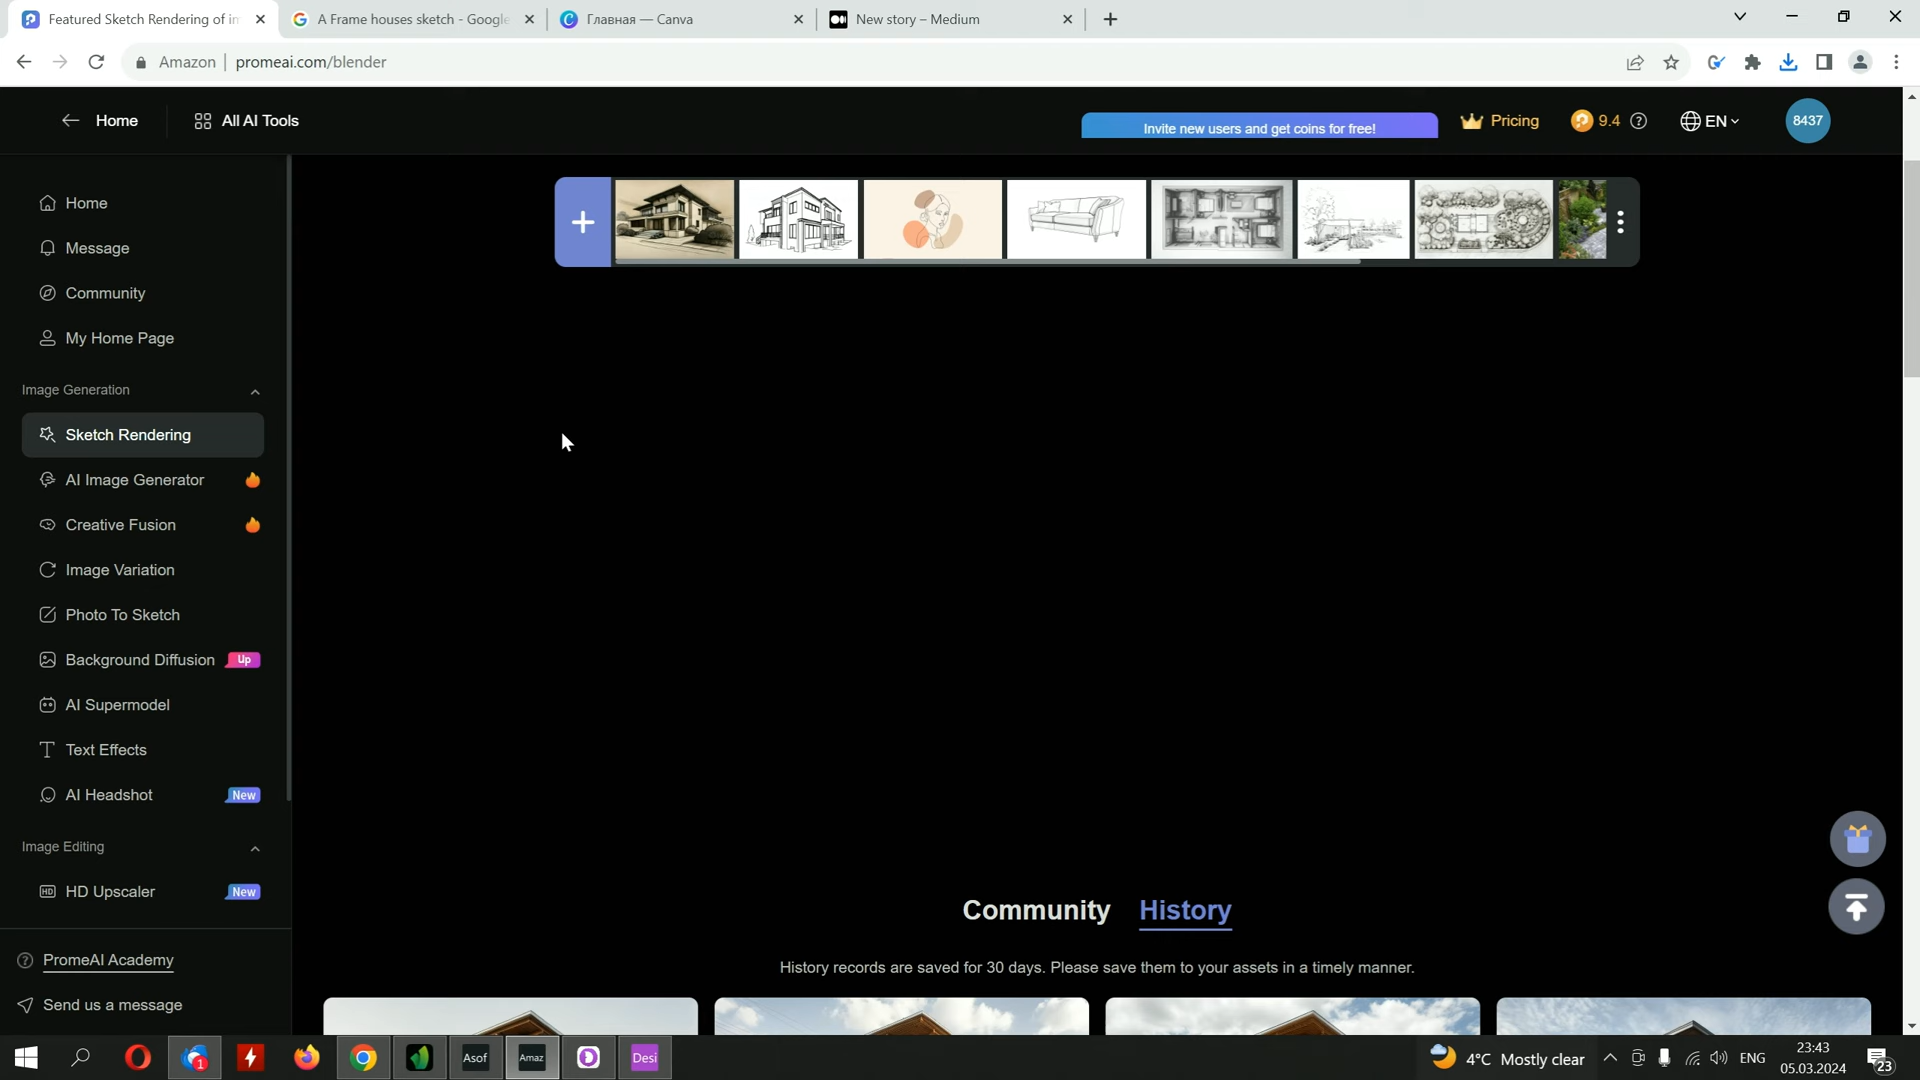 Featured Sketch Rendering of in
A Frame houses sketch - Google
Главная — Canva
New story – Medium
Amazon | promeai.com/blender
Home
All AI Tools
Invite new users and get coins for free!
Pricing
9.4
EN
8437
Home
Message
Community
My Home Page
Image Generation
Sketch Rendering
AI Image Generator
Creative Fusion
Image Variation
Photo To Sketch
Background Diffusion Up
AI Supermodel
Text Effects
AI Headshot New
Image Editing
HD Upscaler New
PromeAI Academy
Send us a message
Community History
History records are saved for 30 days. Please save them to your assets in a timely manner.
1
Asof
Amaz
Desi
4°C Mostly clear
ENG
23:43
05.03.2024
23